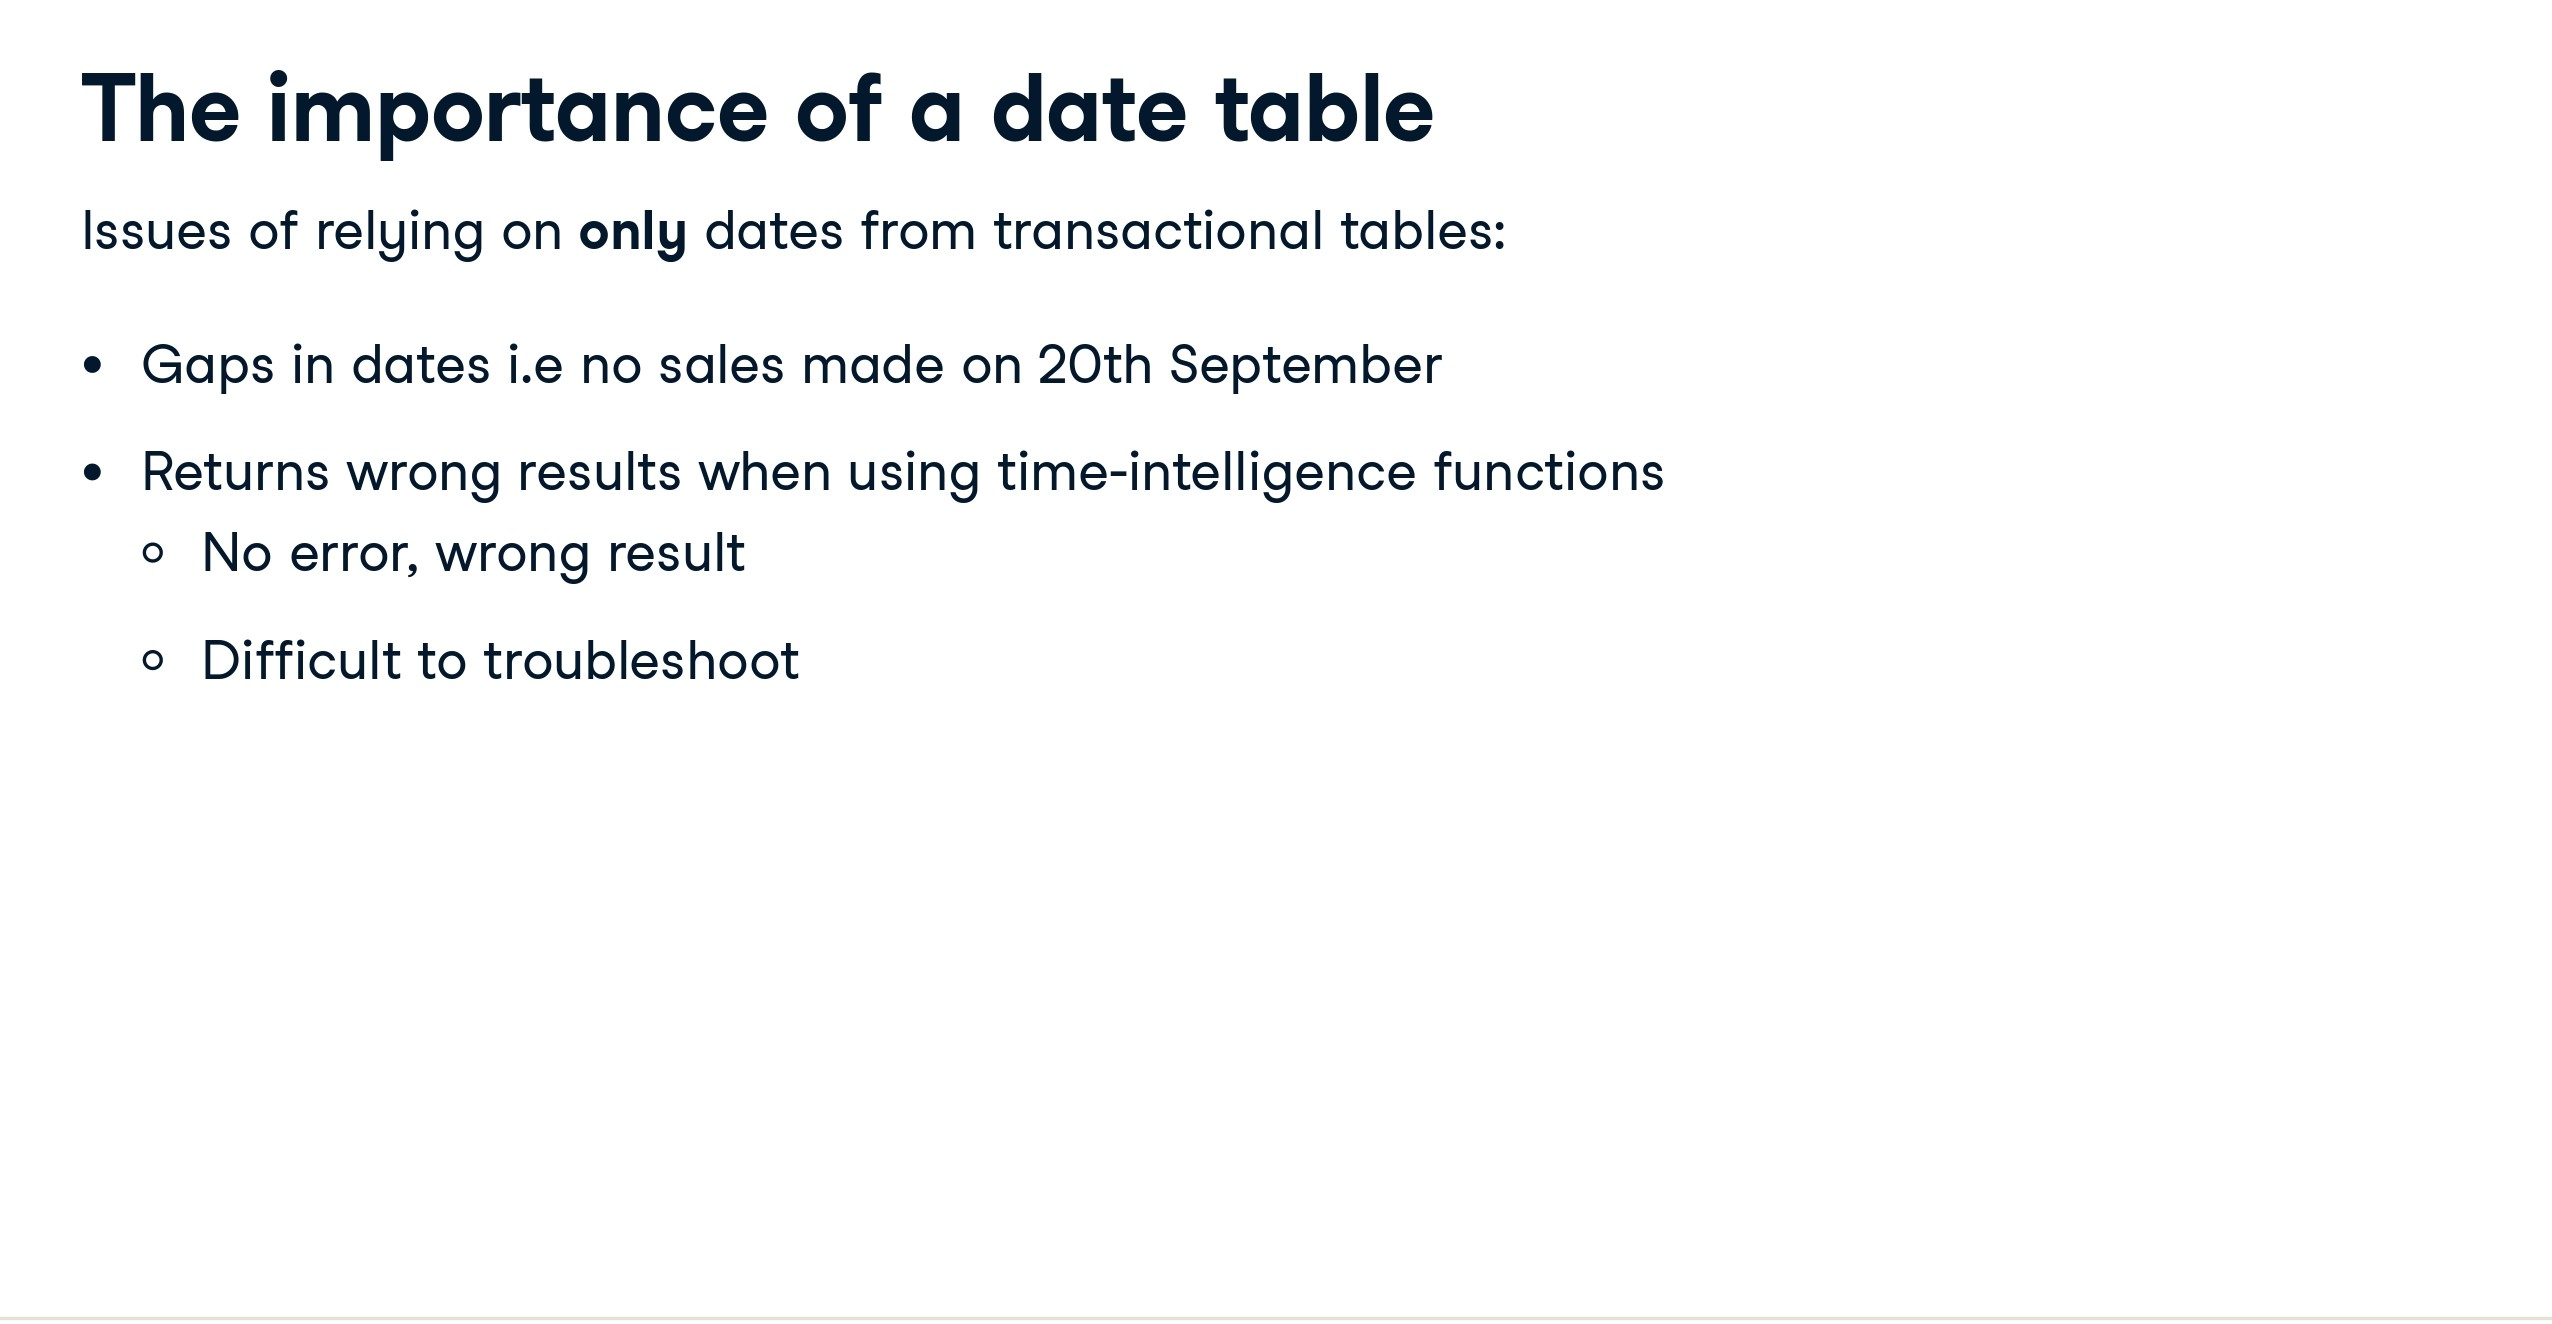 The importance of a date table
Issues of relying on only dates from transactional tables:
• Gaps in dates i.e no sales made on 20th September
• Returns wrong results when using time-intelligence functions
◦ No error, wrong result
◦ Difficult to troubleshoot